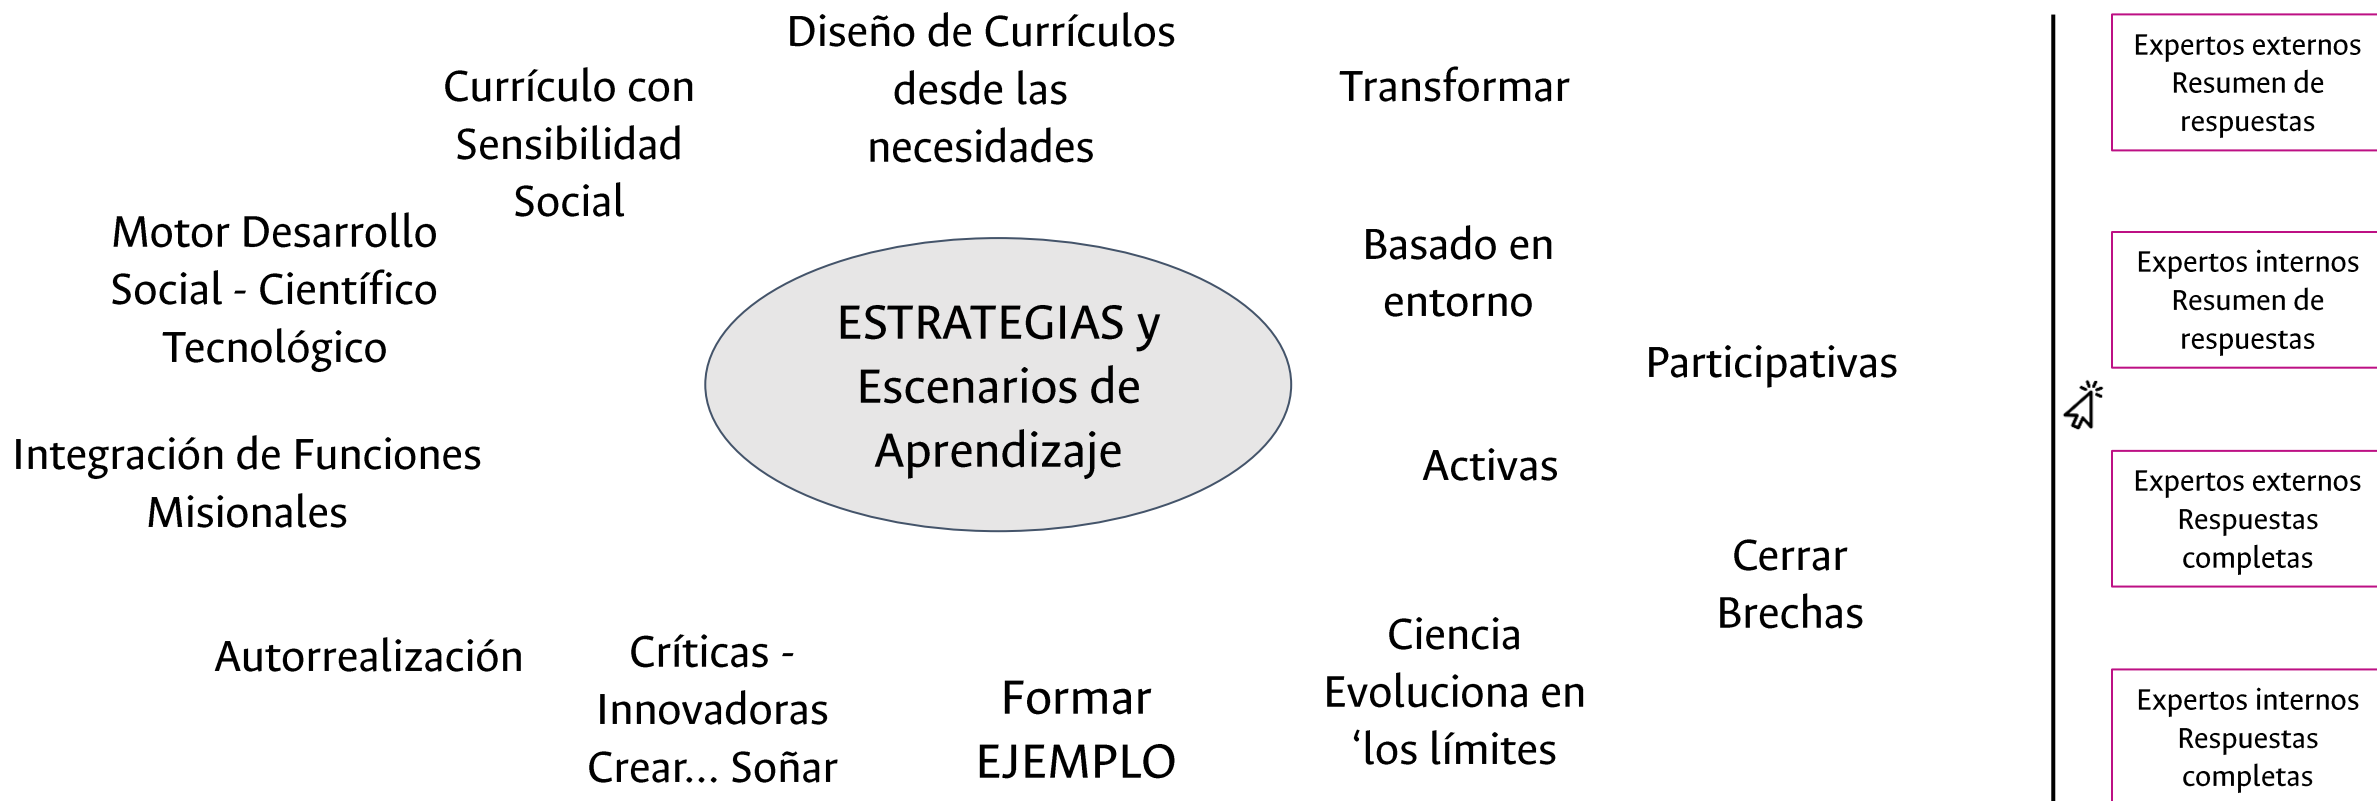 Diseño de Currículos
desde las
necesidades
Currículo con
Sensibilidad
Social
Transformar
Motor Desarrollo
Social - Científico
Tecnológico
Basado en
entorno
ESTRATEGIAS y
Escenarios de
Aprendizaje
Participativas
Integración de Funciones
Misionales
Activas
Cerrar
Brechas
Autorrealización
Críticas -
Innovadoras
Crear... Soñar
Formar
EJEMPLO
Ciencia
Evoluciona en
‘los límites
Expertos externos
Resumen de
respuestas
Expertos internos
Resumen de
respuestas
Expertos externos
Respuestas
completas
Expertos internos
Respuestas
completas